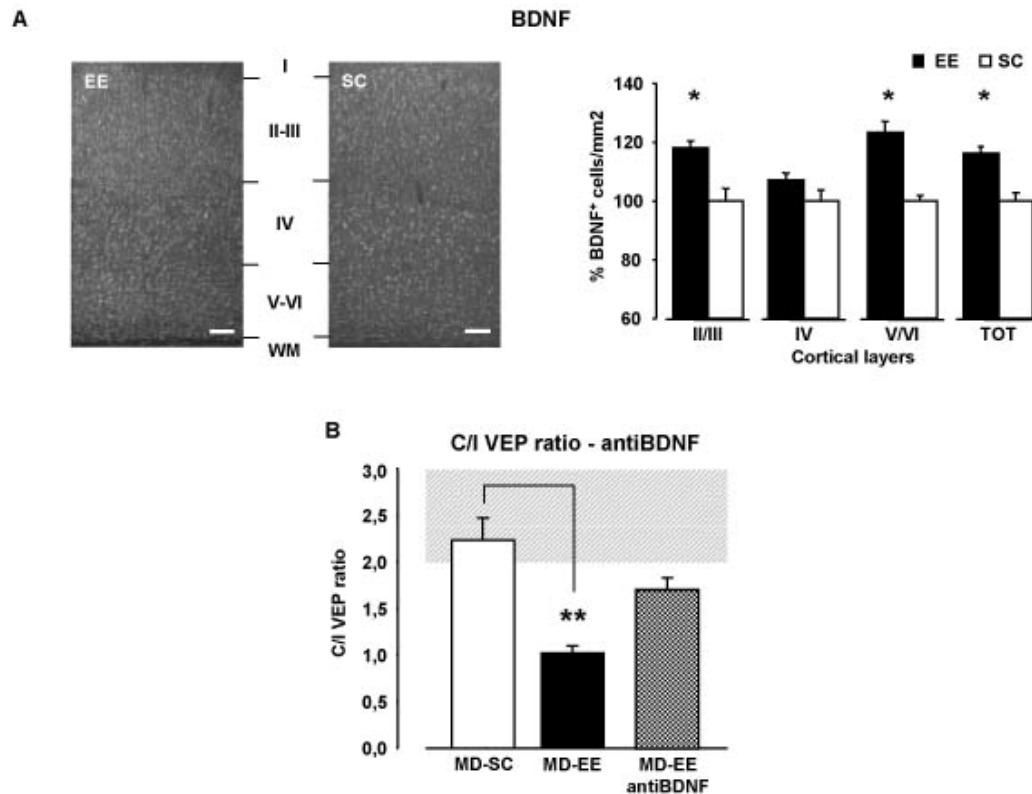 A
BDNF
EE
SC
I
II-III
IV
V-VI
WM
EE SC
% BDNF+ cells/mm2
140
120
100
80
60
* * *
II/III IV V/VI TOT
Cortical layers
B
C/I VEP ratio - antiBDNF
C/I VEP ratio
3,0
2,5
2,0
1,5
1,0
0,5
0,0
**
MD-SC MD-EE MD-EE
antiBDNF